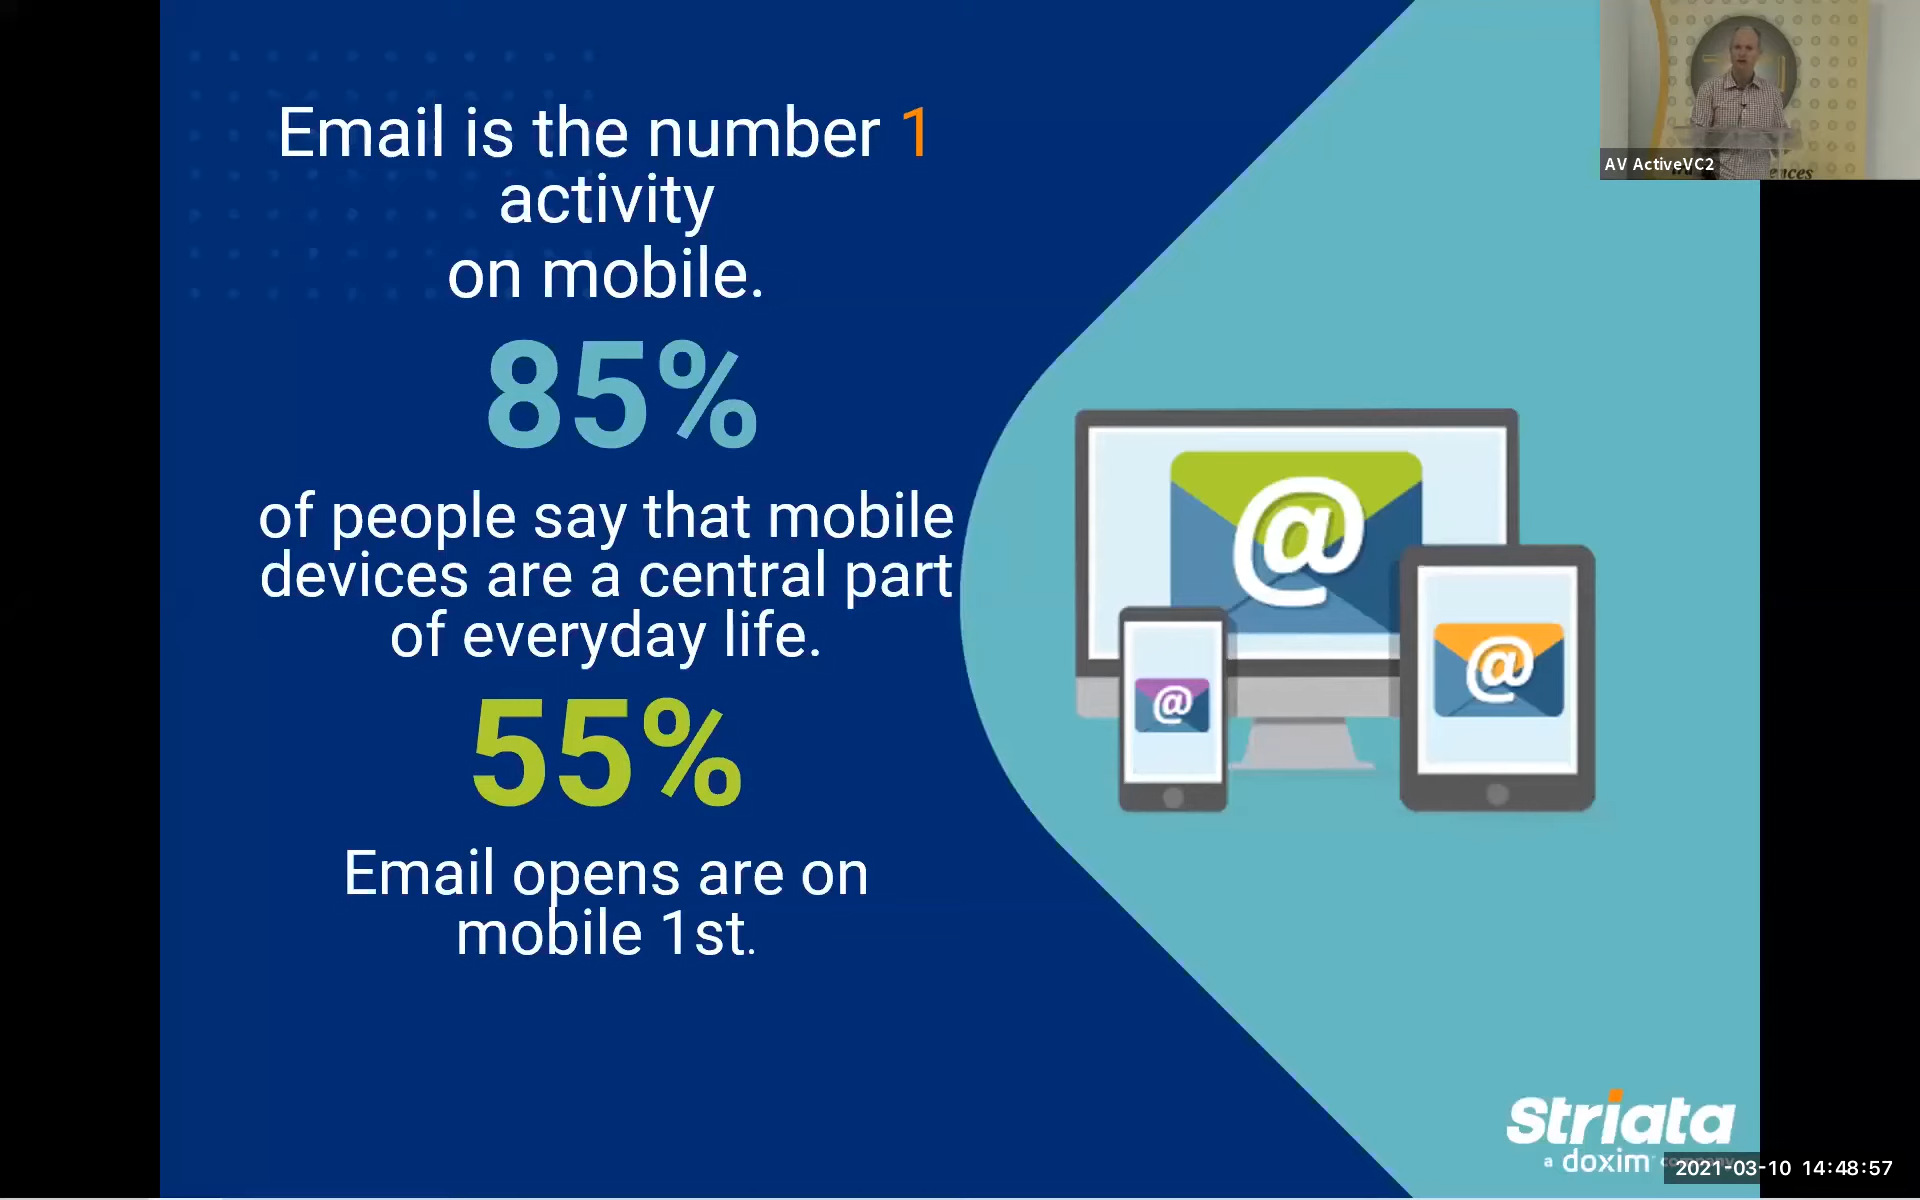 Email is the number 1
activity
on mobile.
85%
of people say that mobile
devices are a central part
of everyday life.
55%
Email opens are on
mobile 1st.
@
@
@
AV ActiveVC2
Striata
a doxim company
2021-03-10 14:48:57